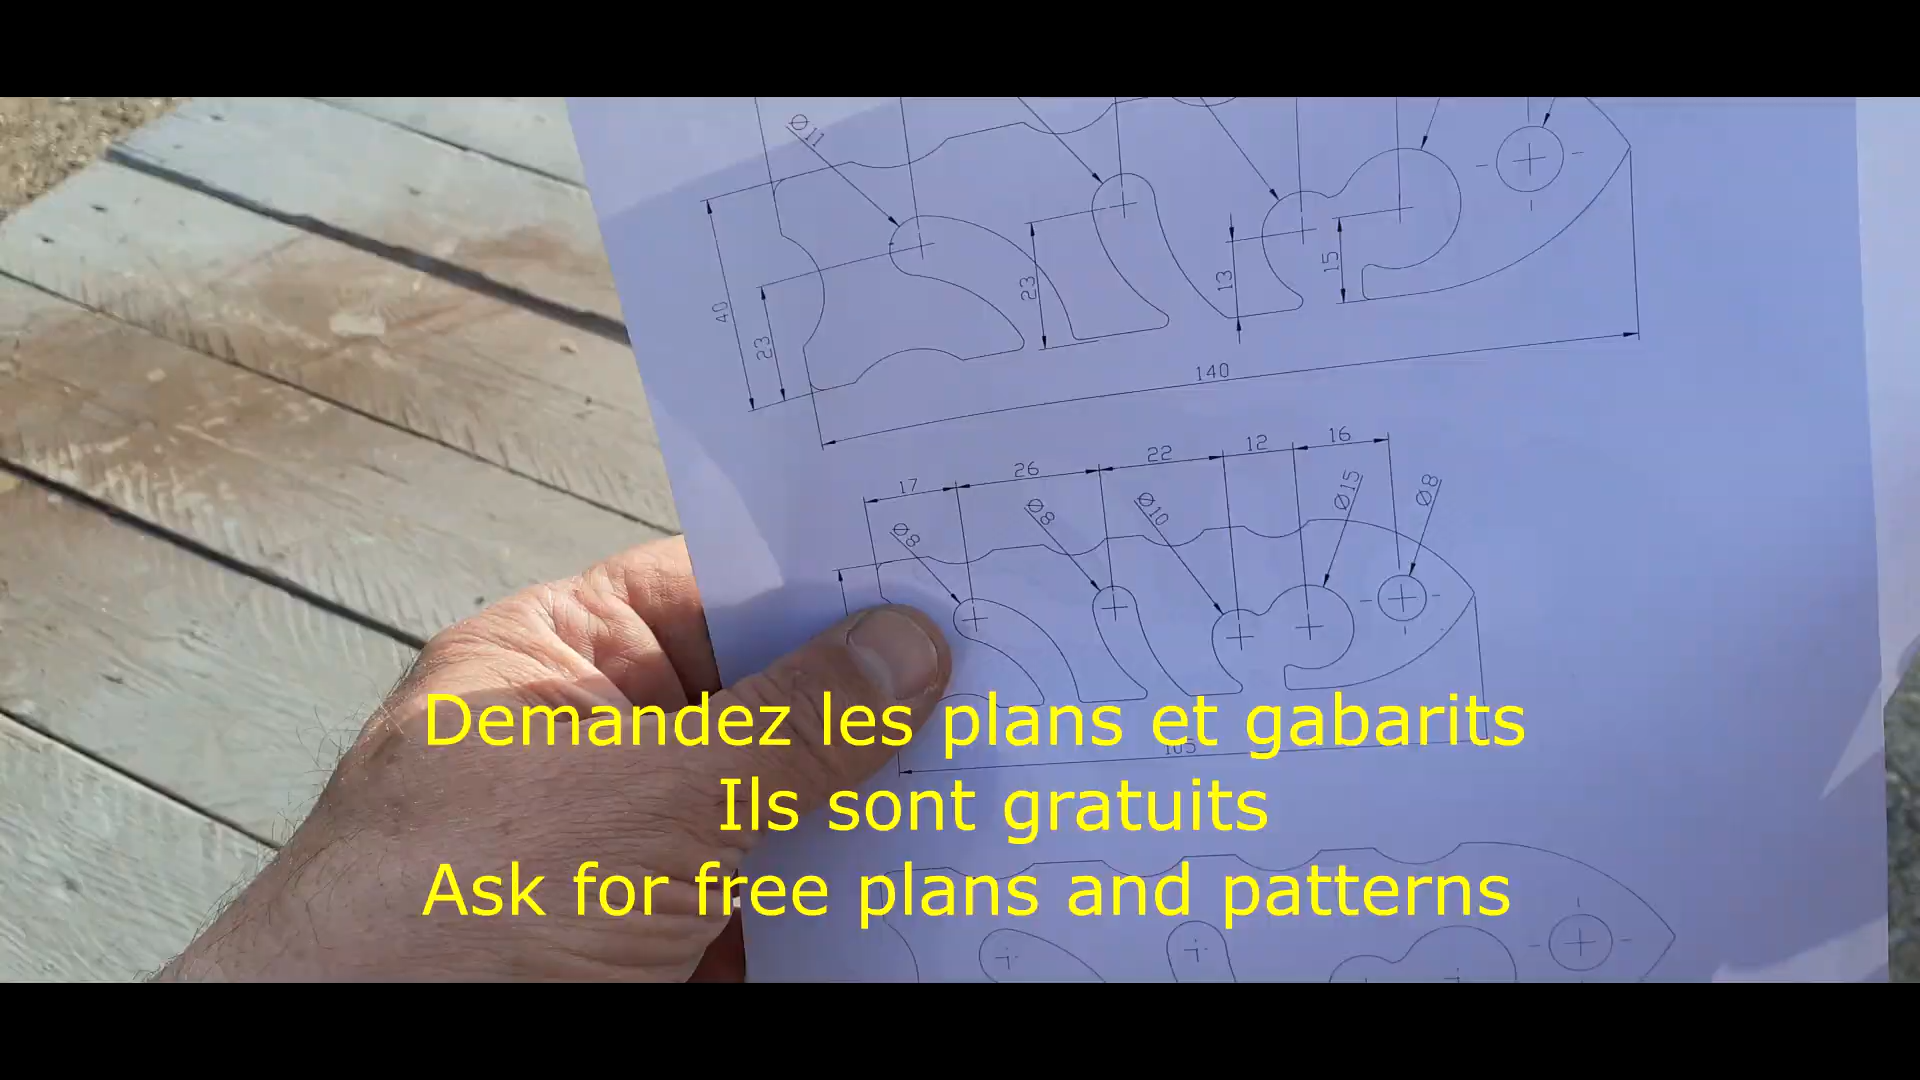 Ø11
40
23
23
13
15
140
17
26
22
12
16
Ø8
Ø8
Ø10
Ø15
Ø8
105
Demandez les plans et gabarits
Ils sont gratuits
Ask for free plans and patterns